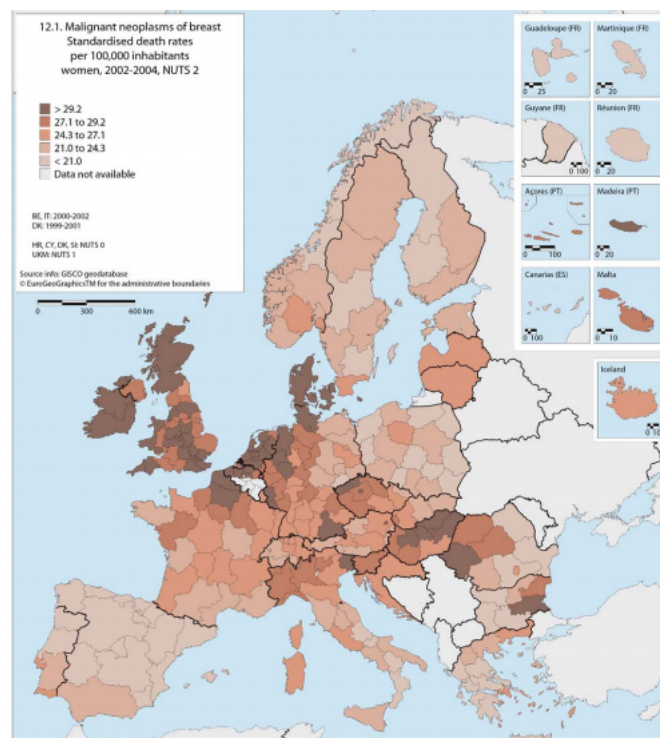 12.1. Malignant neoplasms of breast
Standardised death rates
per 100,000 inhabitants
women, 2002-2004, NUTS 2
> 29.2
27.1 to 29.2
24.3 to 27.1
21.0 to 24.3
< 21.0
Data not available
BE, IT: 2000-2002
DK: 1999-2001
HR, CY, DK, SI: NUTS 0
UKM: NUTS 1
Source info: GISCO geodatabase
© EuroGeoGraphicsTM for the administrative boundaries
0 300 600 km
Guadeloupe (FR)
0 25
Martinique (FR)
0 20
Guyane (FR)
0 100
Réunion (FR)
0 20
Açores (PT)
0 100
Madeira (PT)
0 20
Canarias (ES)
0 100
Malta
0 10
Iceland